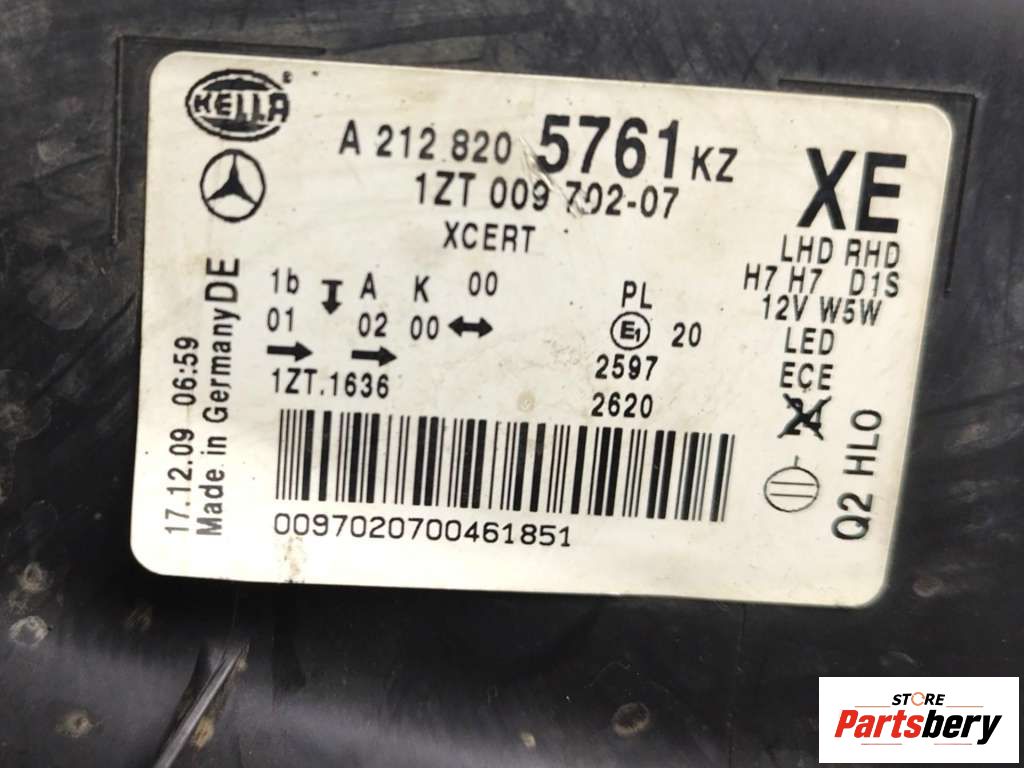 HELLA ®
A 212 820 5761 KZ
1ZT 009 702-07
XCERT
XE
LHD RHD
H7 H7 D1S
12V W5W
LED
ECE
24
1b A K 00
01 02 00
1ZT.1636
PL
E1 20
2597
2620
0097020700461851
17.12.09 06:59
Made in Germany DE
Q2 HLO
STORE
Partsbery